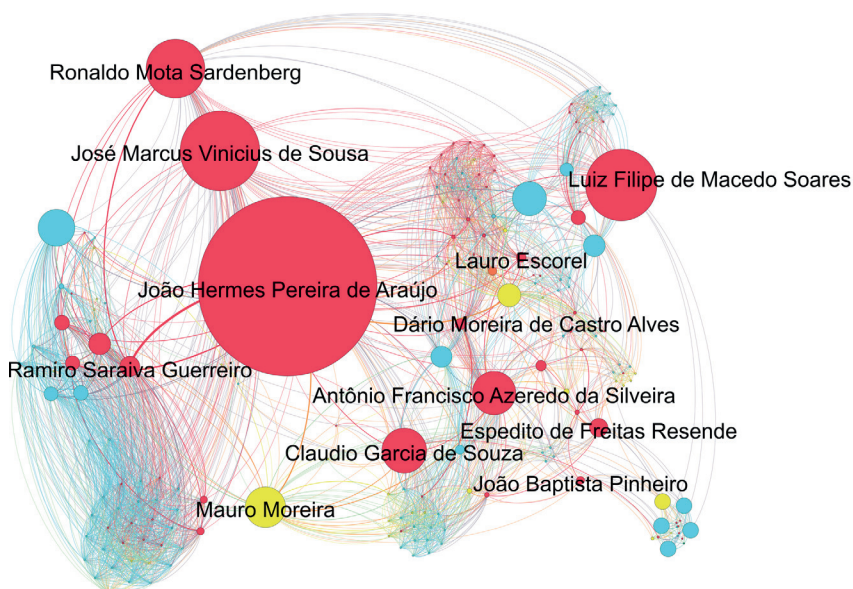 Ronaldo Mota Sardenberg
José Marcus Vinicius de Sousa
Luiz Filipe de Macedo Soares
Lauro Escorel
João Hermes Pereira de Araújo
Dário Moreira de Castro Alves
Ramiro Saraiva Guerreiro
Antônio Francisco Azeredo da Silveira
Espedito de Freitas Resende
Claudio Garcia de Souza
João Baptista Pinheiro
Mauro Moreira